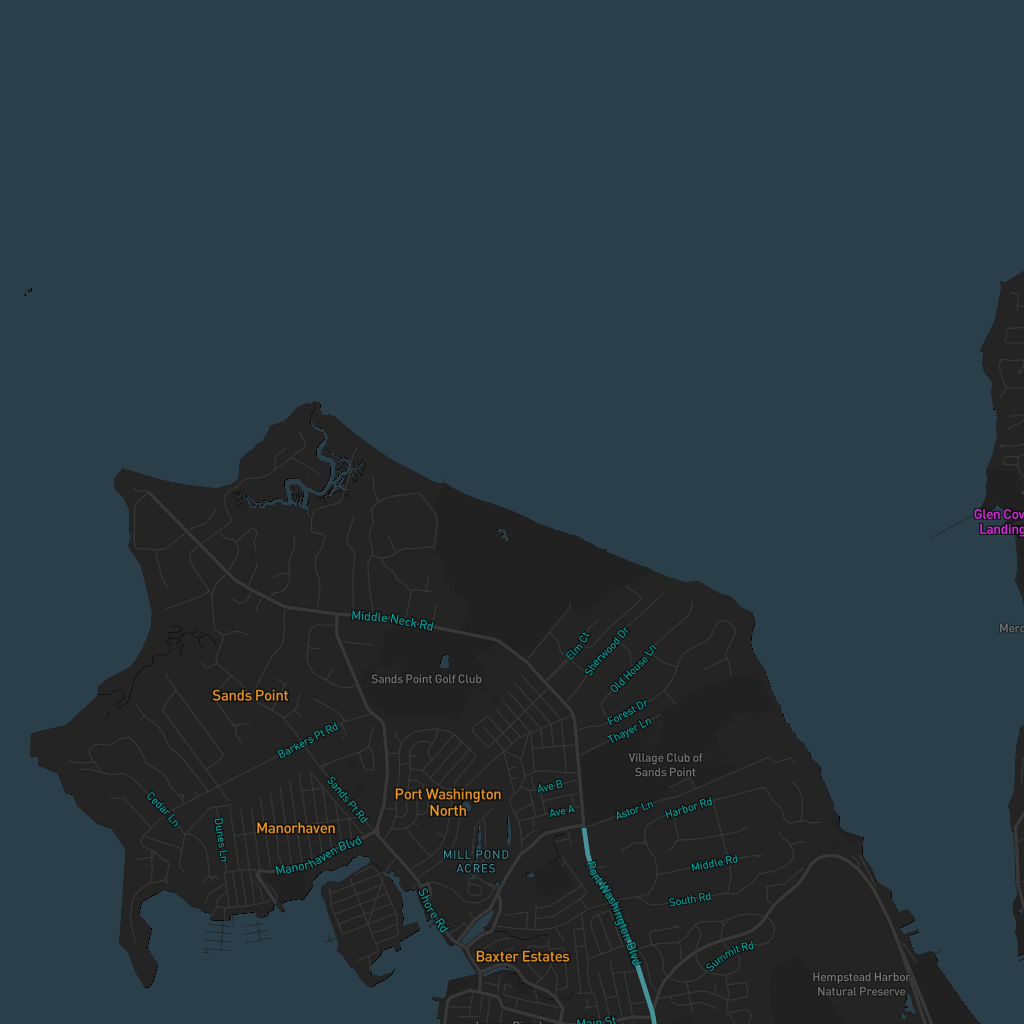 Glen Cov
Landing
Merc
Middle Neck Rd
Elm Ct
Sherwood Dr
Old House Ln
Sands Point Golf Club
Sands Point
Forest Dr
Thayer Ln
Barkers Pt Rd
Village Club of
Sands Point
Sands Pt Rd
Port Washington
North
Ave B
Ave A
Astor Ln
Harbor Rd
Cedar Ln
Dunes Ln
Manorhaven
Manorhaven Blvd
MILL POND
ACRES
Middle Rd
Port Washington Blvd
South Rd
Shore Rd
Summit Rd
Baxter Estates
Hempstead Harbor
Natural Preserve
Main St